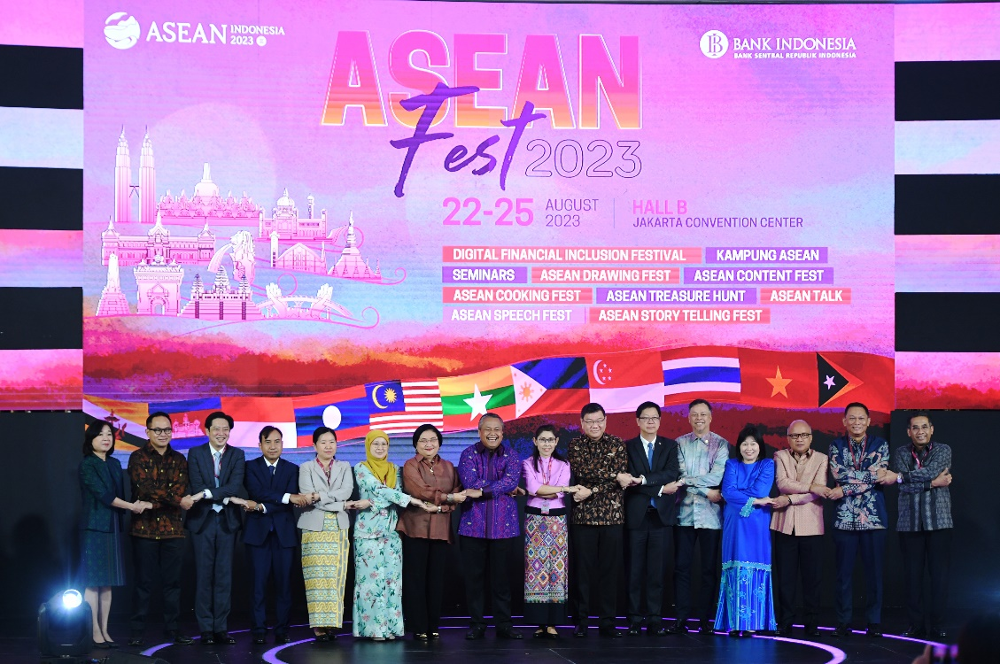 ASEAN INDONESIA 2023
BANK INDONESIA
BANK SENTRAL REPUBLIK INDONESIA
ASEAN
Fest 2023
22-25 AUGUST 2023
HALL B
JAKARTA CONVENTION CENTER
DIGITAL FINANCIAL INCLUSION FESTIVAL
KAMPUNG ASEAN
SEMINARS
ASEAN DRAWING FEST
ASEAN CONTENT FEST
ASEAN COOKING FEST
ASEAN TREASURE HUNT
ASEAN TALK
ASEAN SPEECH FEST
ASEAN STORY TELLING FEST